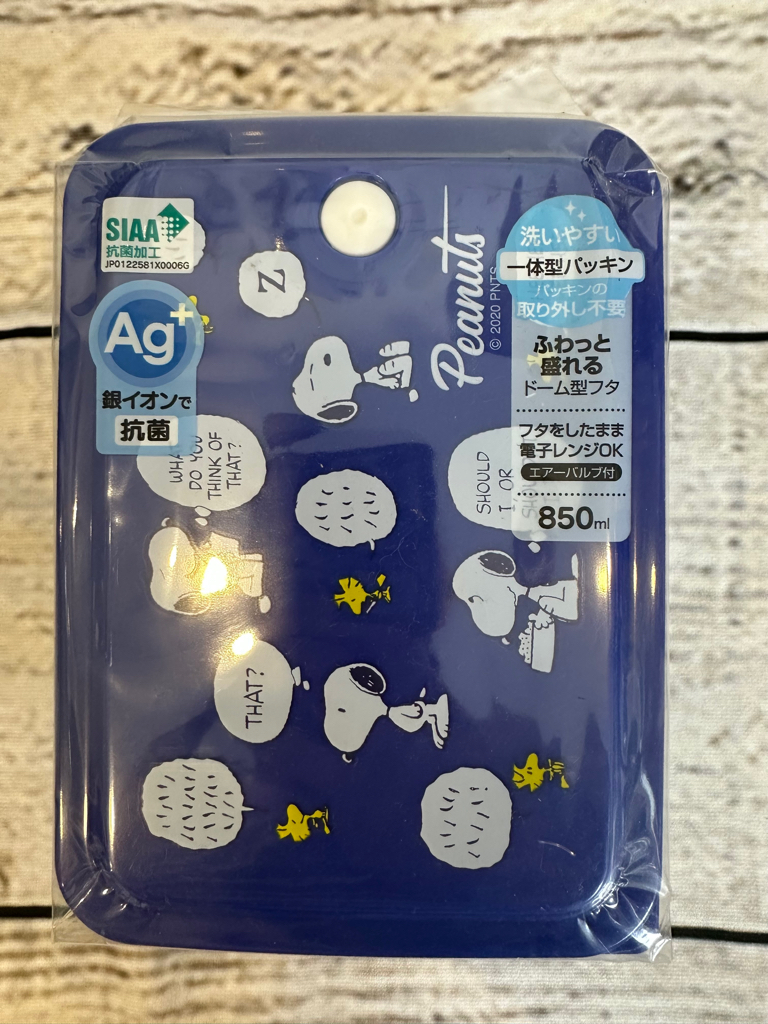 SIAA
抗菌加工
JP0122581X0006G
Ag+
銀イオンで
抗菌
Z
Peanuts
© 2020 PNTS
洗いやすい
一体型パッキン
パッキンの
取り外し不要
ふわっと
盛れる
ドーム型フタ
フタをしたまま
電子レンジOK
エアーバルブ付
850ml
WHAT
DO YOU
THINK OF
THAT?
SHOULD
I OR
THAT?